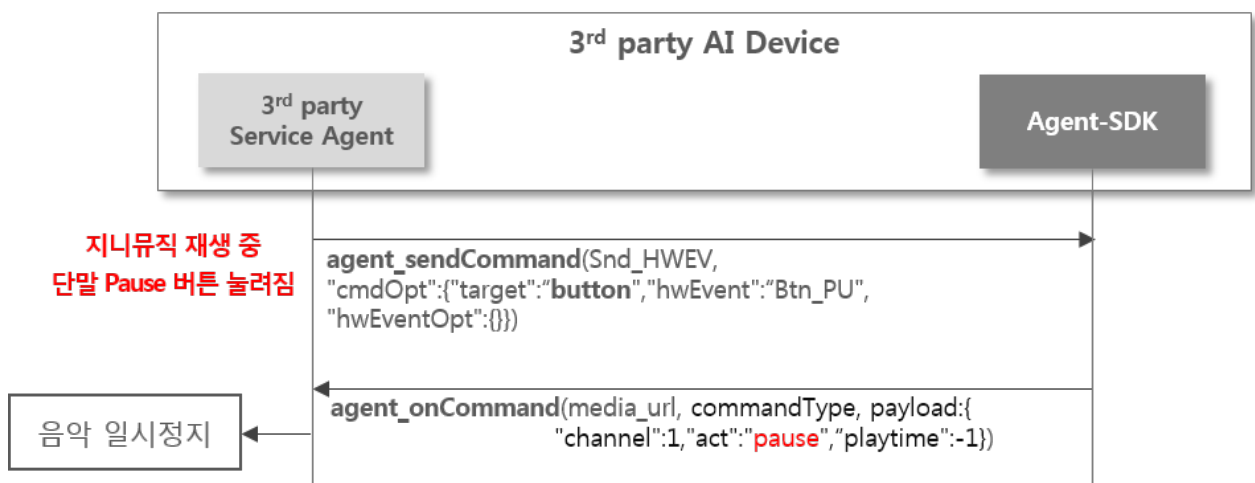 3rd party AI Device
3rd party
Service Agent
Agent-SDK
지니뮤직 재생 중
단말 Pause 버튼 눌려짐
agent_sendCommand(Snd_HWEV,
"cmdOpt":{"target":“button","hwEvent":“Btn_PU",
"hwEventOpt":{}})
agent_onCommand(media_url, commandType, payload:{
"channel":1,"act":"pause",“playtime":-1})
음악 일시정지